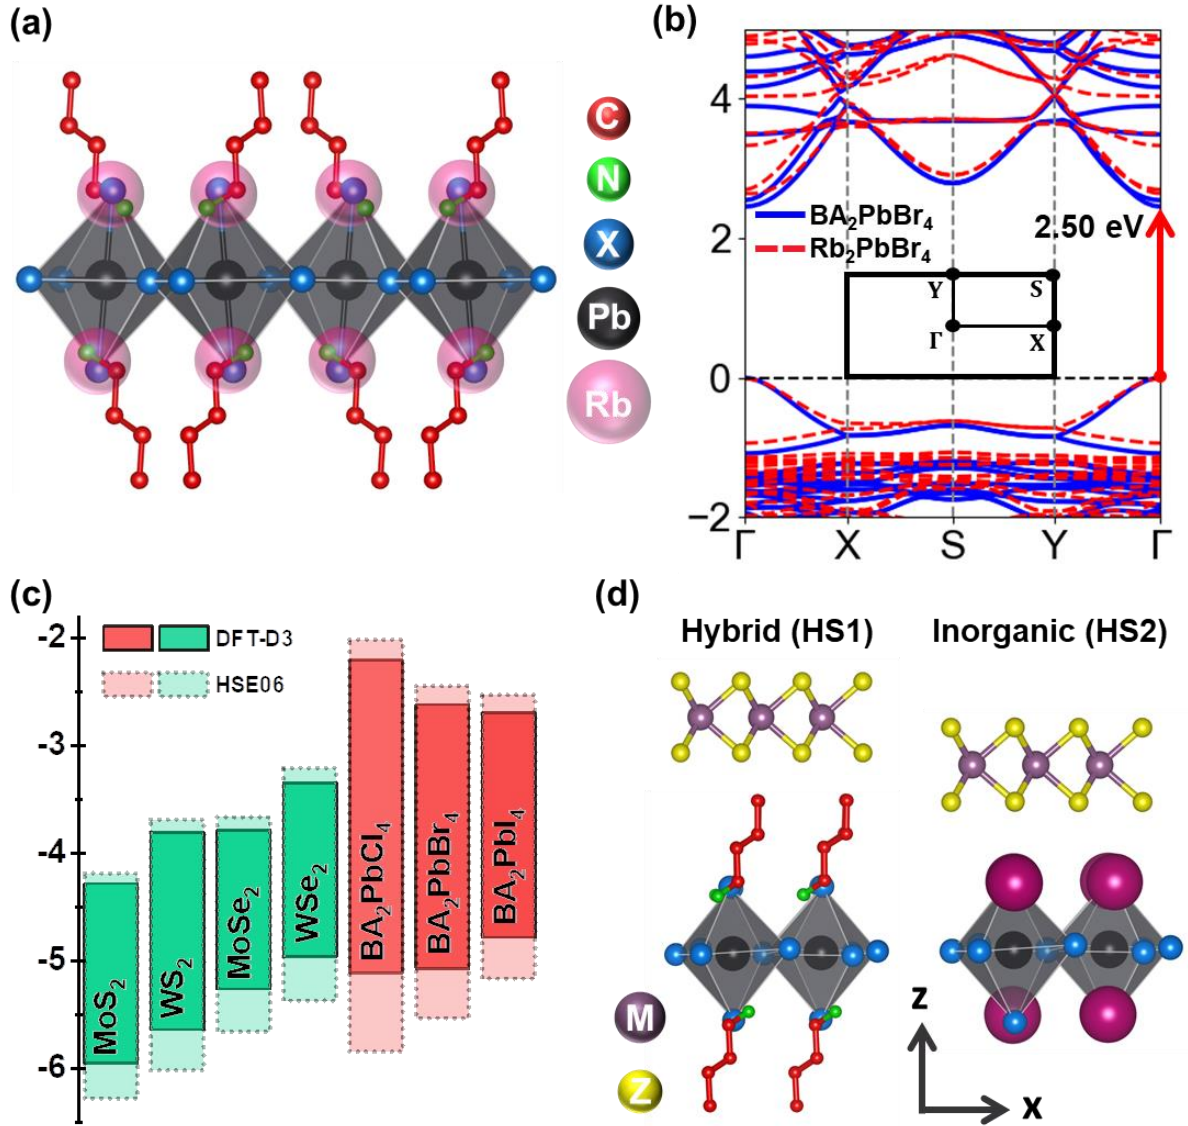 (a)
C
N
X
Pb
Rb
(b)
4
2
0
−2
BA₂PbBr₄
Rb₂PbBr₄
2.50 eV
Y
S
Γ
X
Γ
X
S
Y
Γ
(c)
-2
-3
-4
-5
-6
DFT-D3
HSE06
MoS₂
WS₂
MoSe₂
WSe₂
BA₂PbCl₄
BA₂PbBr₄
BA₂PbI₄
(d)
Hybrid (HS1)
Inorganic (HS2)
M
Z
z
x